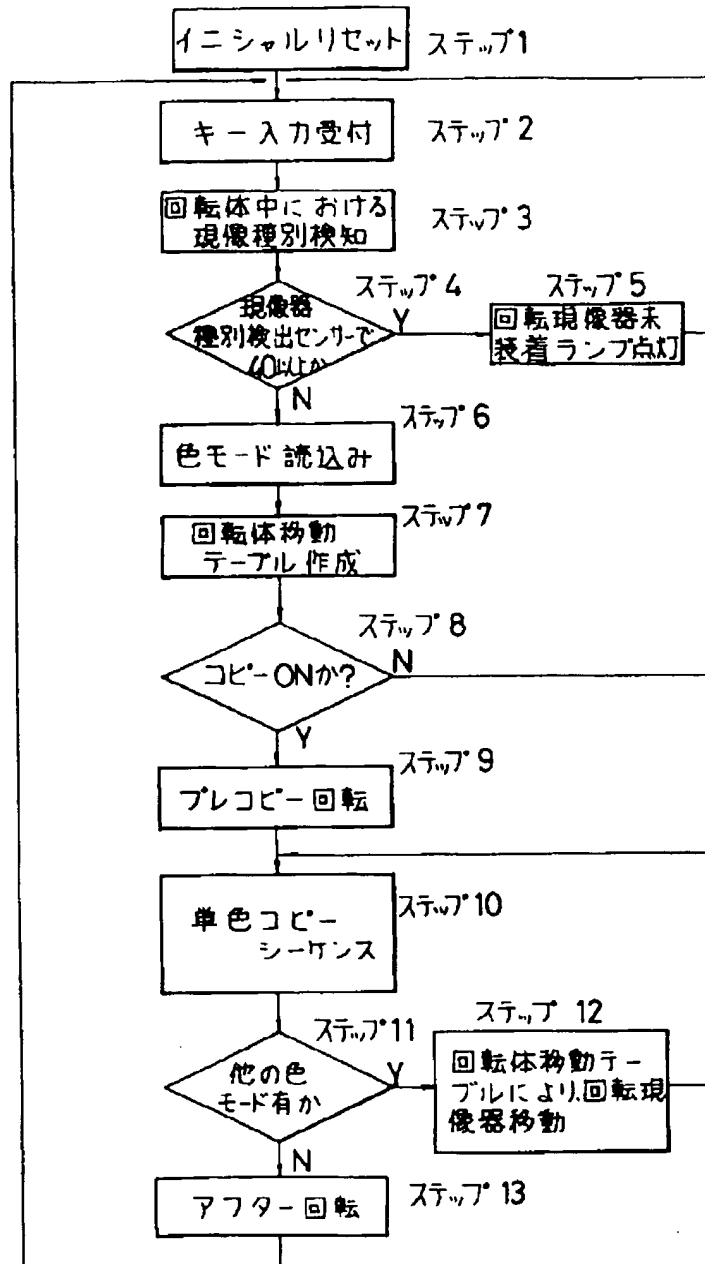 イニシャルリセット
ステップ1
キー入力受付
ステップ2
回転体中における
現像種別検知
ステップ3
ステップ4
現像器
種別検出センサーで
40以上か
Y
N
ステップ5
回転現像器未
装着ランプ点灯
ステップ6
色モード読込み
ステップ7
回転体移動
テーブル作成
ステップ8
コピーONか?
N
Y
ステップ9
プレコピー回転
ステップ10
単色コピー
シーケンス
ステップ11
他の色
モード有か
Y
N
ステップ12
回転体移動テー
ブルにより、回転現
像器移動
ステップ13
アフター回転